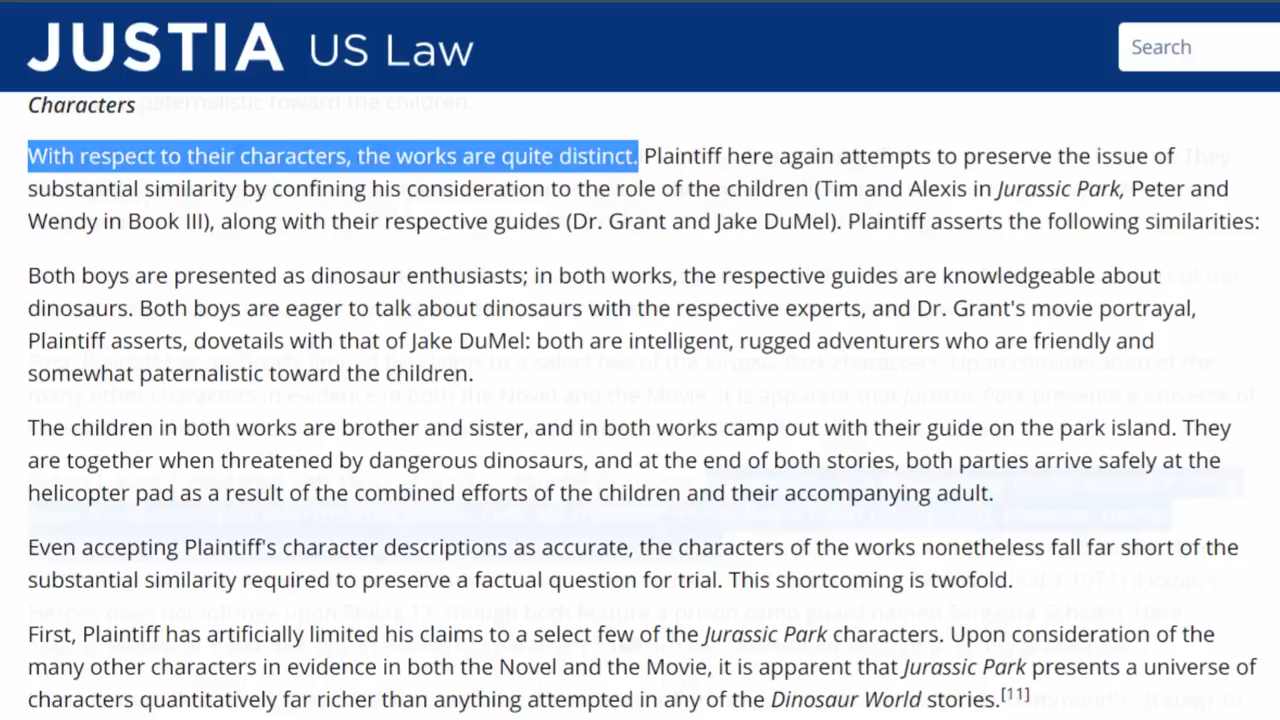 JUSTIA US Law
Search
Characters paternalistic toward the children.
With respect to their characters, the works are quite distinct. Plaintiff here again attempts to preserve the issue of They
substantial similarity by confining his consideration to the role of the children (Tim and Alexis in Jurassic Park, Peter and
Wendy in Book III), along with their respective guides (Dr. Grant and Jake DuMel). Plaintiff asserts the following similarities:
Both boys are presented as dinosaur enthusiasts; in both works, the respective guides are knowledgeable about
dinosaurs. Both boys are eager to talk about dinosaurs with the respective experts, and Dr. Grant's movie portrayal,
Plaintiff asserts, dovetails with that of Jake DuMel: both are intelligent, rugged adventurers who are friendly and
somewhat paternalistic toward the children.
The children in both works are brother and sister, and in both works camp out with their guide on the park island. They
are together when threatened by dangerous dinosaurs, and at the end of both stories, both parties arrive safely at the
helicopter pad as a result of the combined efforts of the children and their accompanying adult.
Even accepting Plaintiff's character descriptions as accurate, the characters of the works nonetheless fall far short of the
substantial similarity required to preserve a factual question for trial. This shortcoming is twofold.
First, Plaintiff has artificially limited his claims to a select few of the Jurassic Park characters. Upon consideration of the
many other characters in evidence in both the Novel and the Movie, it is apparent that Jurassic Park presents a universe of
characters quantitatively far richer than anything attempted in any of the Dinosaur World stories.[11]